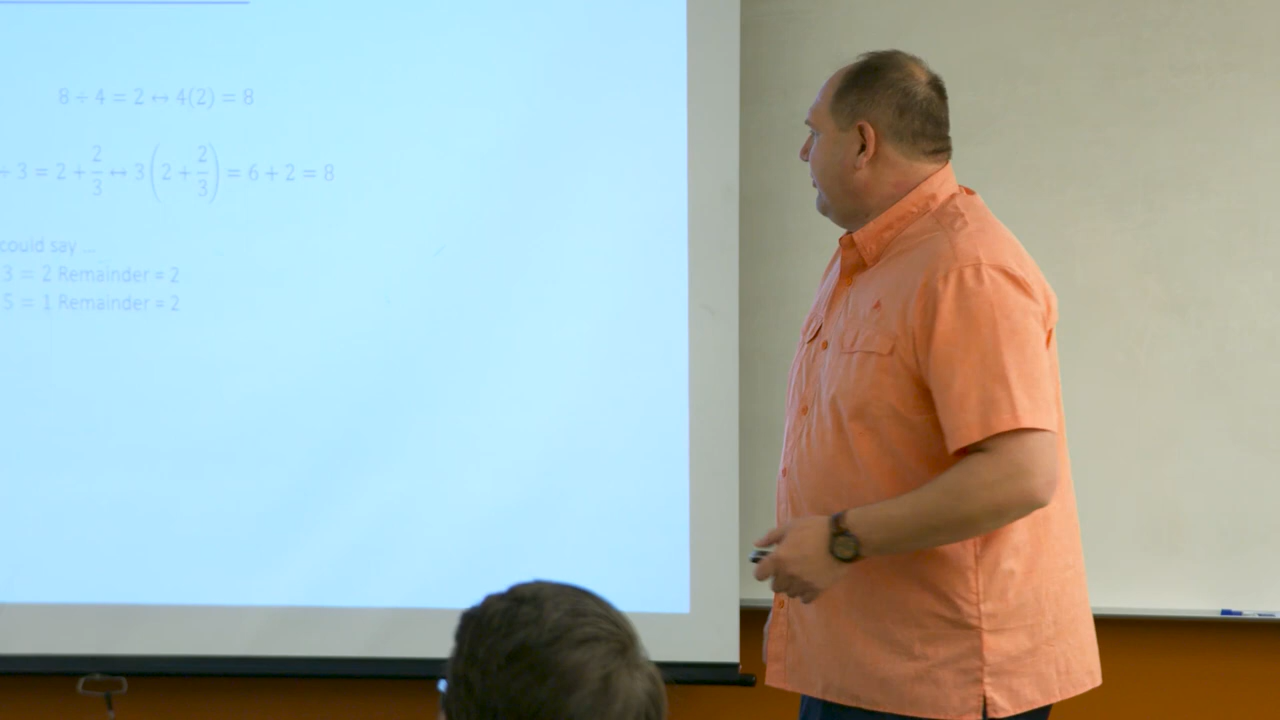 8 ÷ 4 = 2 ↔ 4(2) = 8
÷ 3 = 2 + 2/3 ↔ 3(2 + 2/3) = 6 + 2 = 8
could say ...
3 = 2 Remainder = 2
5 = 1 Remainder = 2